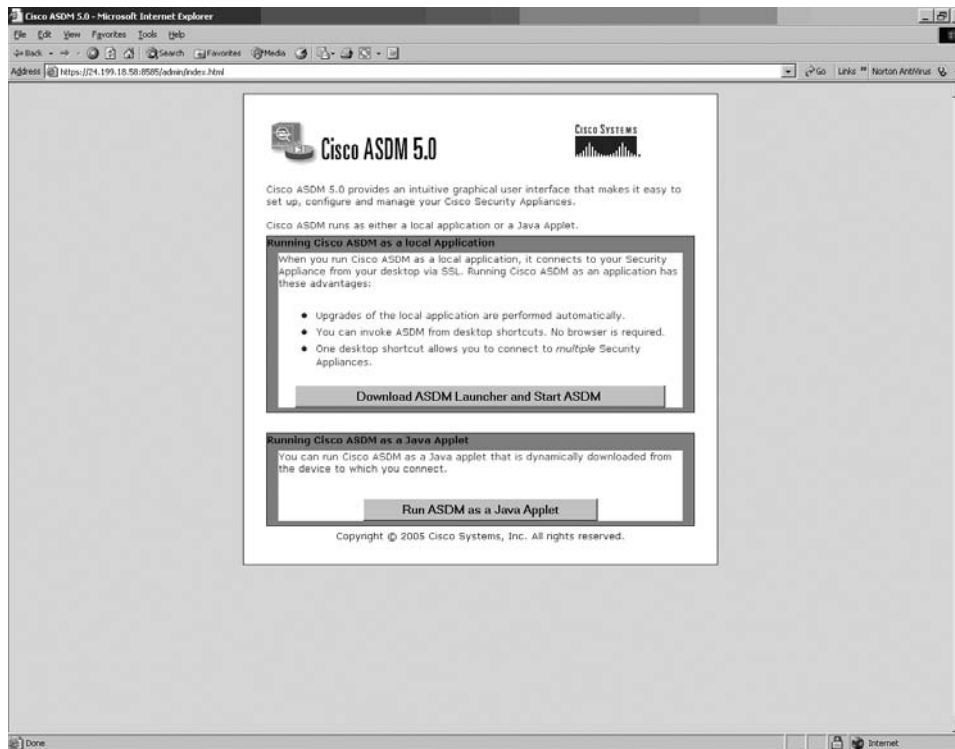 Cisco ASDM 5.0 - Microsoft Internet Explorer
File Edit View Favorites Tools Help
Back Search Favorites Media
Address https://24.199.18.58:8585/admin/index.html Go Links » Norton AntiVirus
Cisco ASDM 5.0
CISCO SYSTEMS
Cisco ASDM 5.0 provides an intuitive graphical user interface that makes it easy to
set up, configure and manage your Cisco Security Appliances.
Cisco ASDM runs as either a local application or a Java Applet.
Running Cisco ASDM as a local Application
When you run Cisco ASDM as a local application, it connects to your Security
Appliance from your desktop via SSL. Running Cisco ASDM as an application has
these advantages:
• Upgrades of the local application are performed automatically.
• You can invoke ASDM from desktop shortcuts. No browser is required.
• One desktop shortcut allows you to connect to multiple Security
Appliances.
Download ASDM Launcher and Start ASDM
Running Cisco ASDM as a Java Applet
You can run Cisco ASDM as a Java applet that is dynamically downloaded from
the device to which you connect.
Run ASDM as a Java Applet
Copyright © 2005 Cisco Systems, Inc. All rights reserved.
Done
Internet